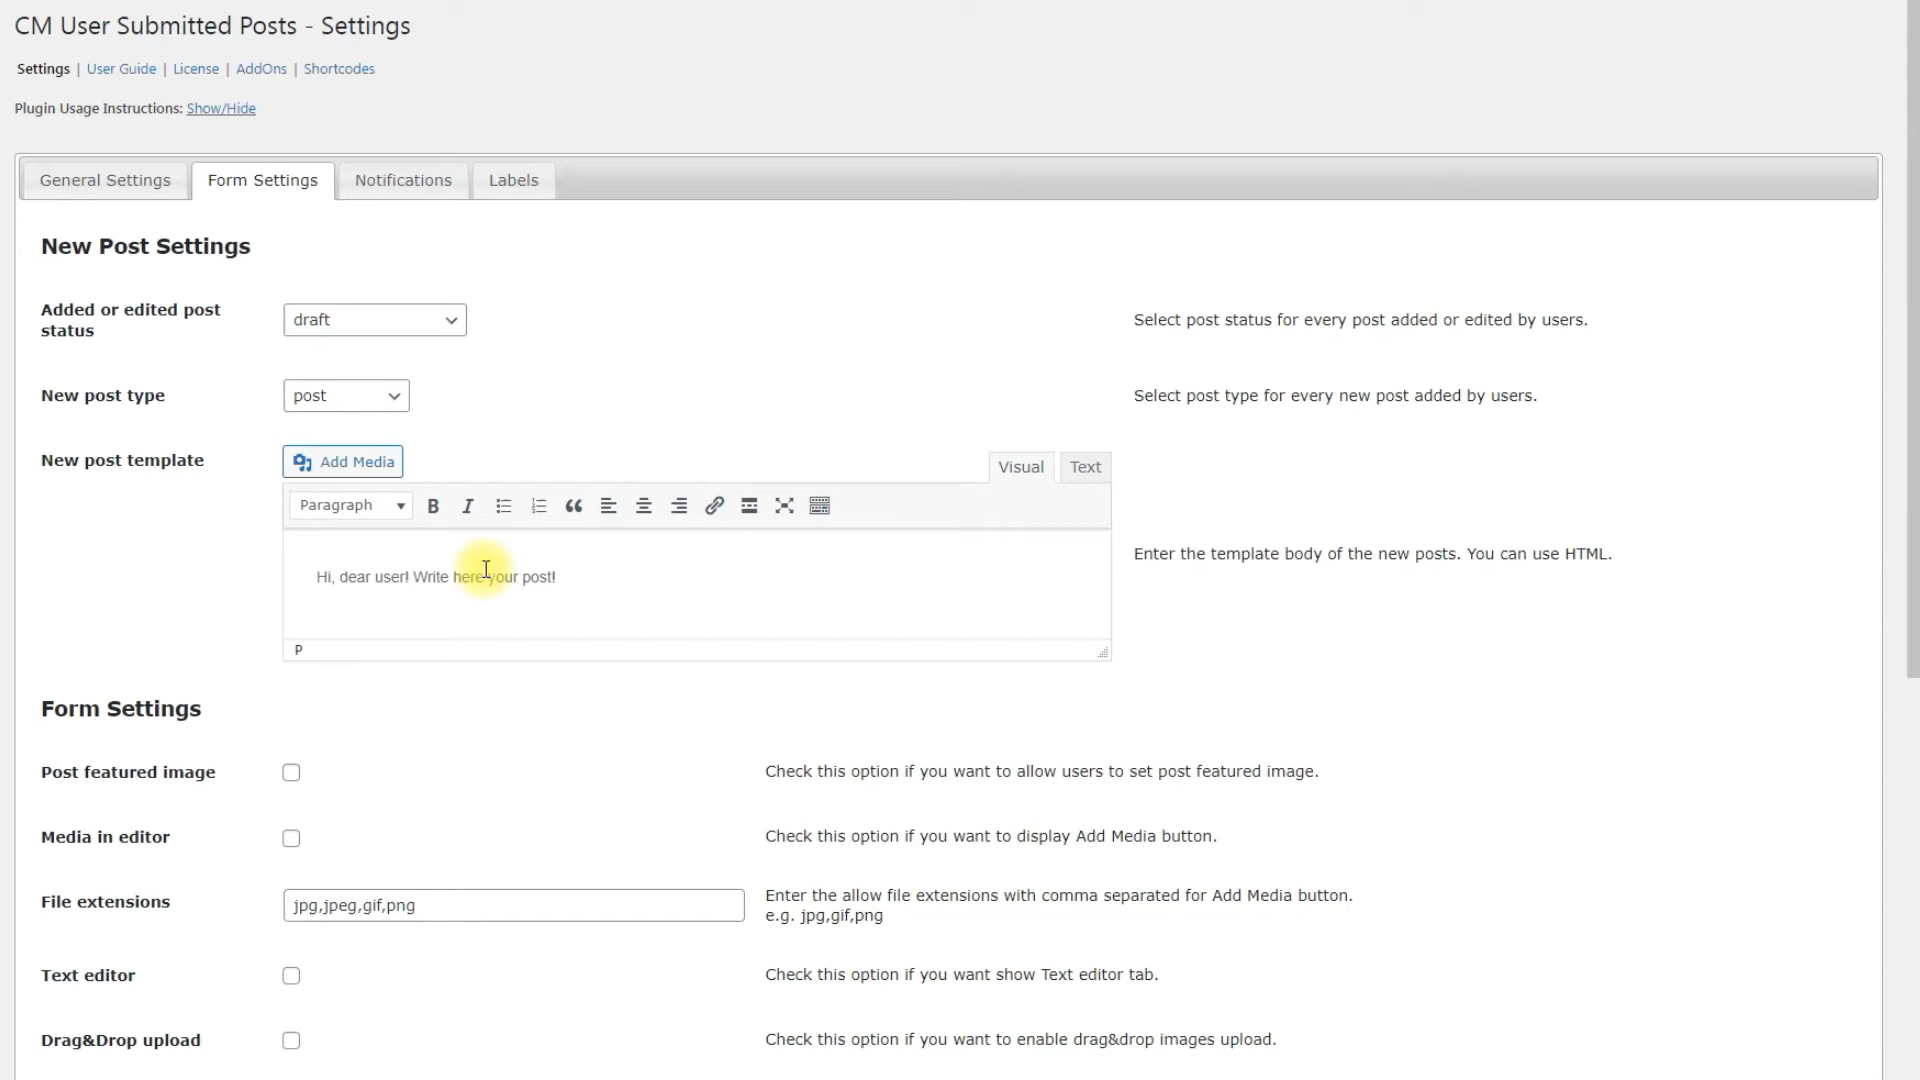 CM User Submitted Posts - Settings
Settings | User Guide | License | AddOns | Shortcodes
Plugin Usage Instructions: Show/Hide
General Settings
Form Settings
Notifications
Labels
New Post Settings
Added or edited post
status
draft
Select post status for every post added or edited by users.
New post type
post
Select post type for every new post added by users.
New post template
Add Media
Visual
Text
Paragraph
Hi, dear user! Write here your post!
P
Enter the template body of the new posts. You can use HTML.
Form Settings
Post featured image
Check this option if you want to allow users to set post featured image.
Media in editor
Check this option if you want to display Add Media button.
File extensions
jpg,jpeg,gif,png
Enter the allow file extensions with comma separated for Add Media button.
e.g. jpg,gif,png
Text editor
Check this option if you want show Text editor tab.
Drag&Drop upload
Check this option if you want to enable drag&drop images upload.